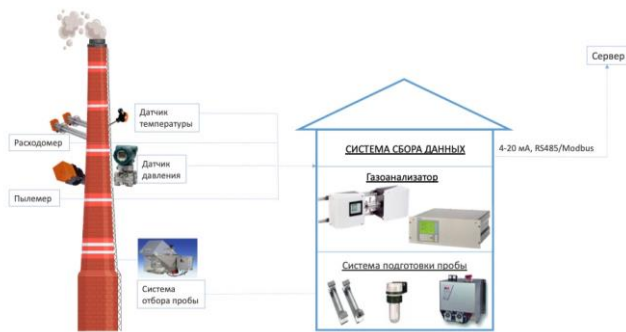 Сервер
Датчик
температуры
Расходомер
СИСТЕМА СБОРА ДАННЫХ
4-20 мА, RS485/Modbus
Датчик
давления
Газоанализатор
Пылемер
Система подготовки пробы
Система
отбора пробы